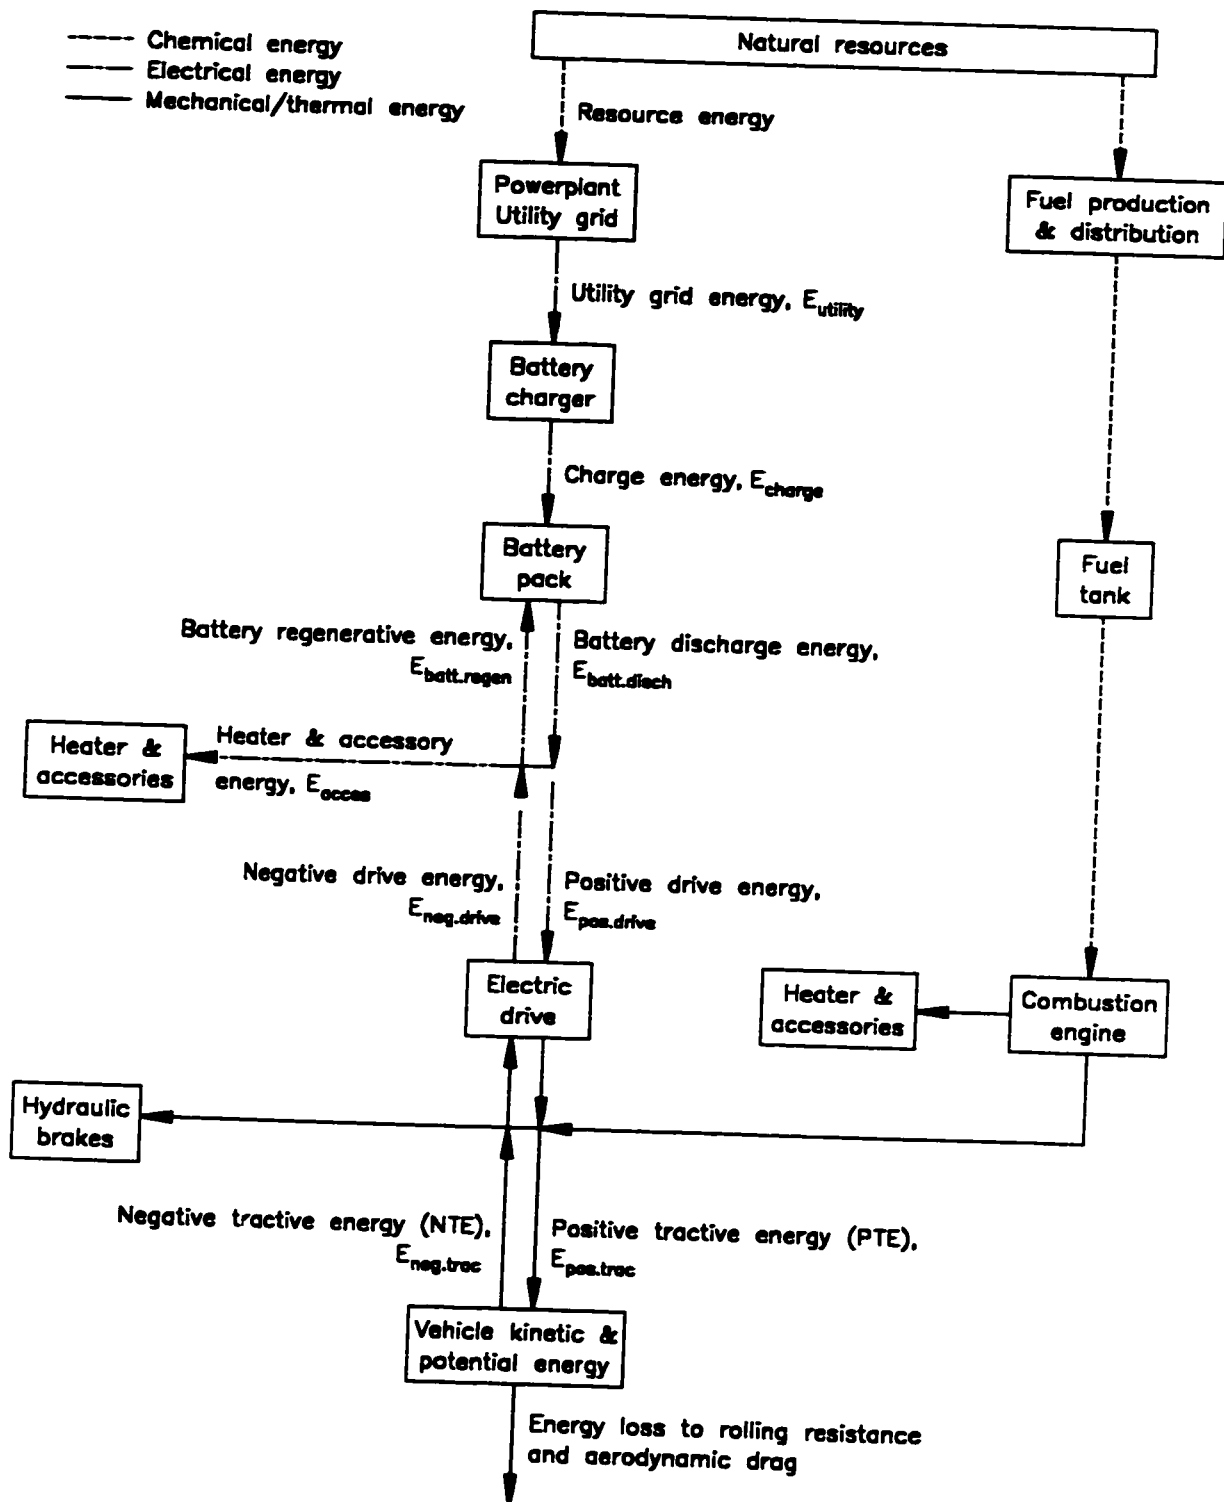 Chemical energy
Electrical energy
Mechanical/thermal energy
Natural resources
Resource energy
Powerplant
Utility grid
Fuel production
& distribution
Utility grid energy, E_utility
Battery
charger
Charge energy, E_charge
Battery
pack
Fuel
tank
Battery regenerative energy,
E_batt.regen
Battery discharge energy,
E_batt.disch
Heater &
accessories
Heater & accessory
energy, E_acces
Negative drive energy,
E_neg.drive
Positive drive energy,
E_pos.drive
Electric
drive
Heater &
accessories
Combustion
engine
Hydraulic
brakes
Negative tractive energy (NTE),
E_neg.trac
Positive tractive energy (PTE),
E_pos.trac
Vehicle kinetic &
potential energy
Energy loss to rolling resistance
and aerodynamic drag